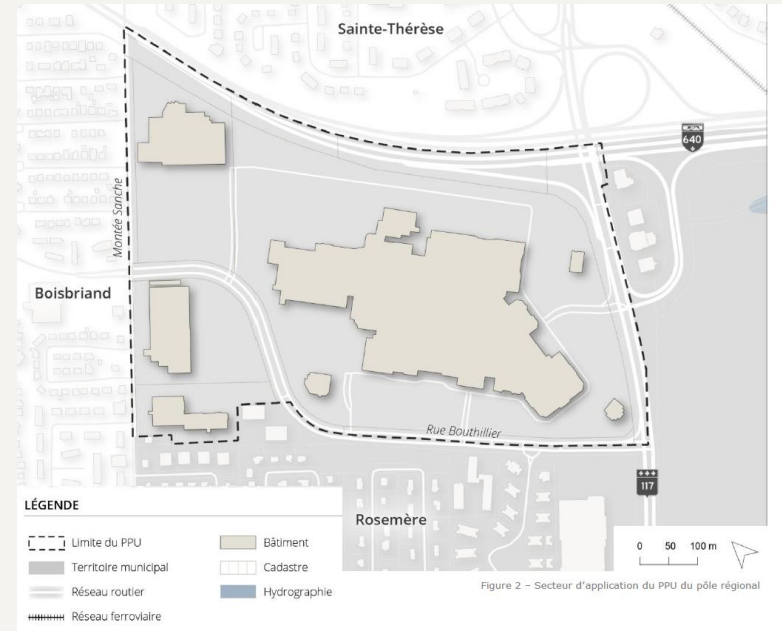 Sainte-Thérèse
640
Montée Sanche
Boisbriand
Rue Bouthillier
117
Rosemère
LÉGENDE
Limite du PPU
Bâtiment
Territoire municipal
Cadastre
Réseau routier
Hydrographie
Réseau ferroviaire
0 50 100 m
Figure 2 – Secteur d'application du PPU du pôle régional